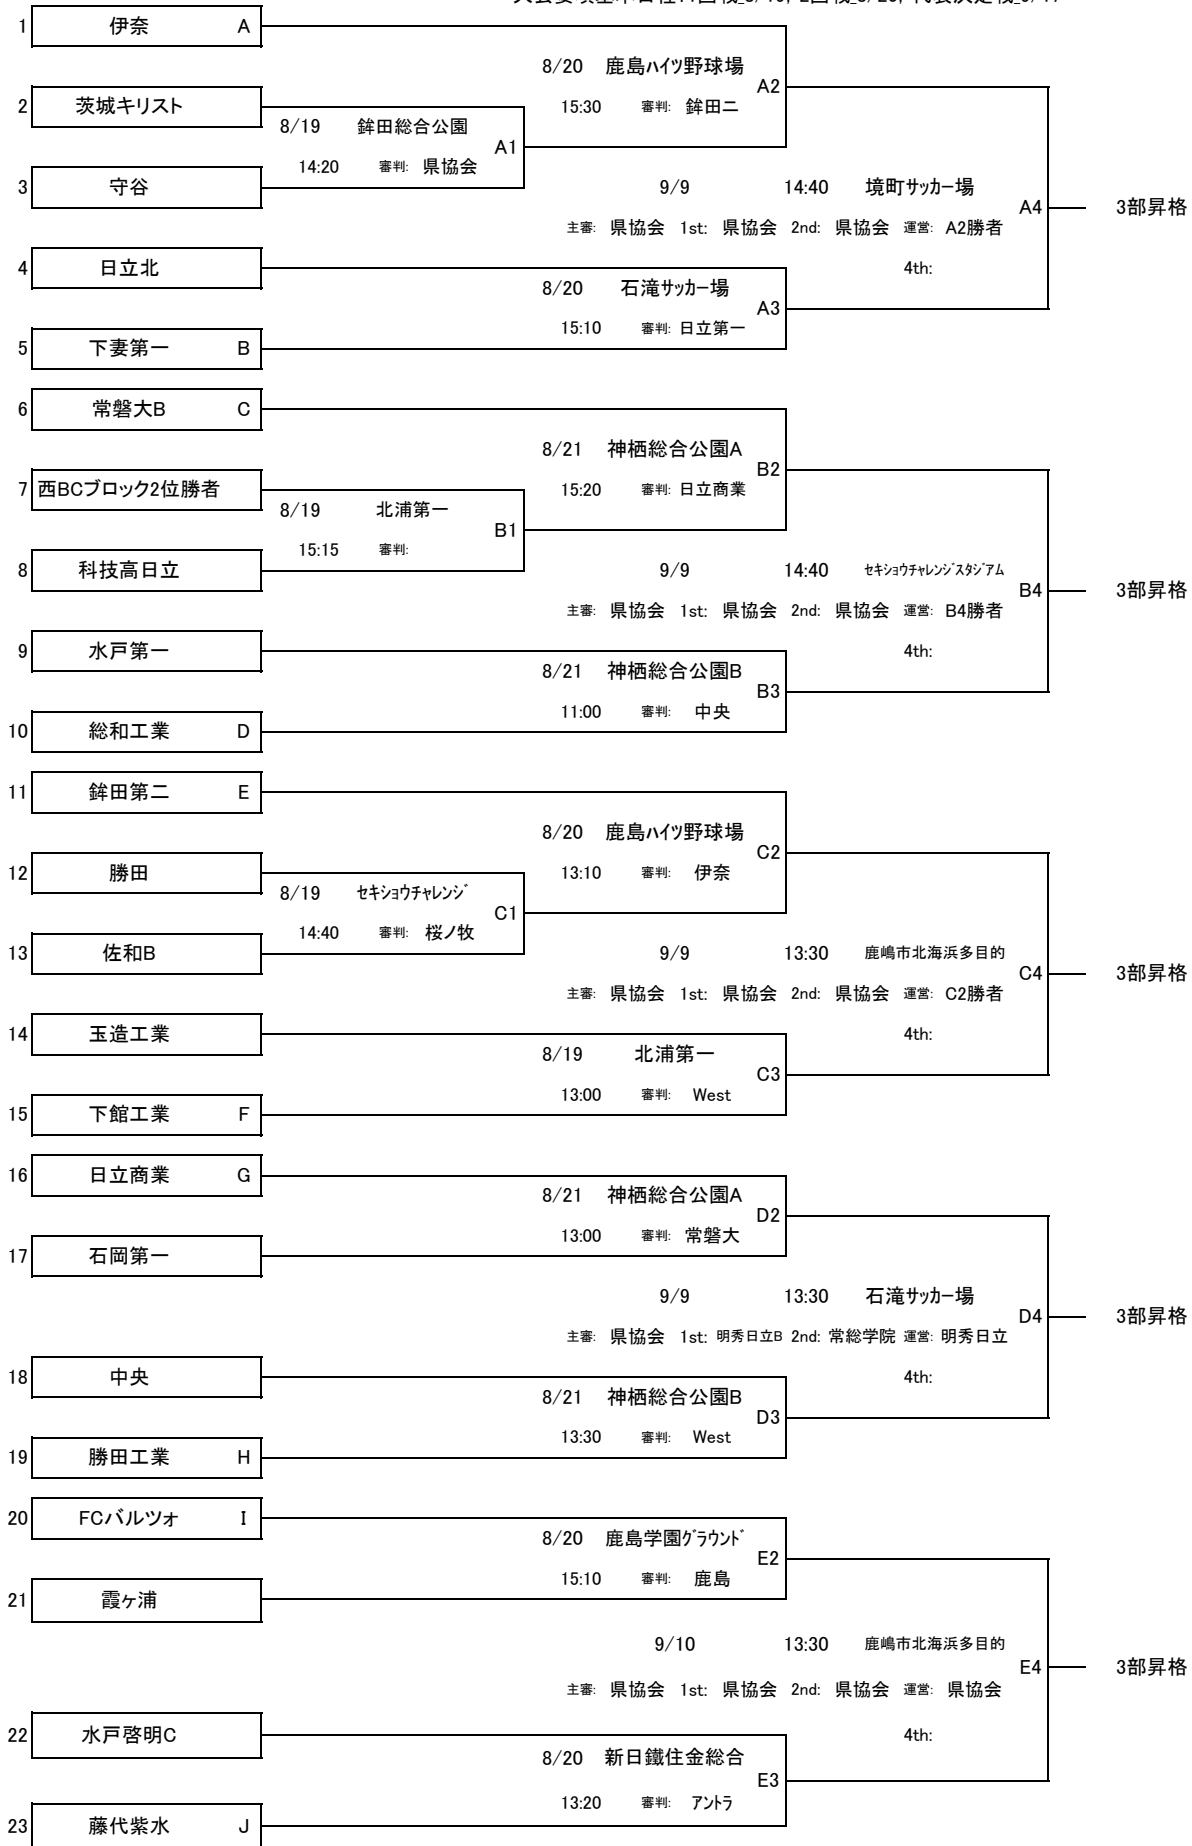 1 伊奈 A
8/20 鹿島ハイツ野球場
A2
2 茨城キリスト
15:30 審判: 鉾田二
8/19 鉾田総合公園
A1
14:20 審判: 県協会
3 守谷
9/9 14:40 境町サッカー場
A4 3部昇格
主審: 県協会 1st: 県協会 2nd: 県協会 運営: A2勝者
4 日立北
4th:
8/20 石滝サッカー場
A3
15:10 審判: 日立第一
5 下妻第一 B
6 常磐大B C
8/21 神栖総合公園A
B2
7 西BCブロック2位勝者
15:20 審判: 日立商業
8/19 北浦第一
B1
15:15 審判:
8 科技高日立
9/9 14:40 セキショウチャレンジスタジアム
B4 3部昇格
主審: 県協会 1st: 県協会 2nd: 県協会 運営: B4勝者
9 水戸第一
4th:
8/21 神栖総合公園B
B3
11:00 審判: 中央
10 総和工業 D
11 鉾田第二 E
8/20 鹿島ハイツ野球場
C2
12 勝田
13:10 審判: 伊奈
8/19 セキショウチャレンジ
C1
14:40 審判: 桜ノ牧
13 佐和B
9/9 13:30 鹿嶋市北海浜多目的
C4 3部昇格
主審: 県協会 1st: 県協会 2nd: 県協会 運営: C2勝者
14 玉造工業
4th:
8/19 北浦第一
C3
13:00 審判: West
15 下館工業 F
16 日立商業 G
8/21 神栖総合公園A
D2
13:00 審判: 常磐大
17 石岡第一
9/9 13:30 石滝サッカー場
D4 3部昇格
主審: 県協会 1st: 明秀日立B 2nd: 常総学院 運営: 明秀日立
18 中央
4th:
8/21 神栖総合公園B
D3
13:30 審判: West
19 勝田工業 H
20 FCバルツォ I
8/20 鹿島学園グラウンド
E2
15:10 審判: 鹿島
21 霞ヶ浦
9/10 13:30 鹿嶋市北海浜多目的
E4 3部昇格
主審: 県協会 1st: 県協会 2nd: 県協会 運営: 県協会
22 水戸啓明C
4th:
8/20 新日鐵住金総合
E3
13:20 審判: アントラ
23 藤代紫水 J